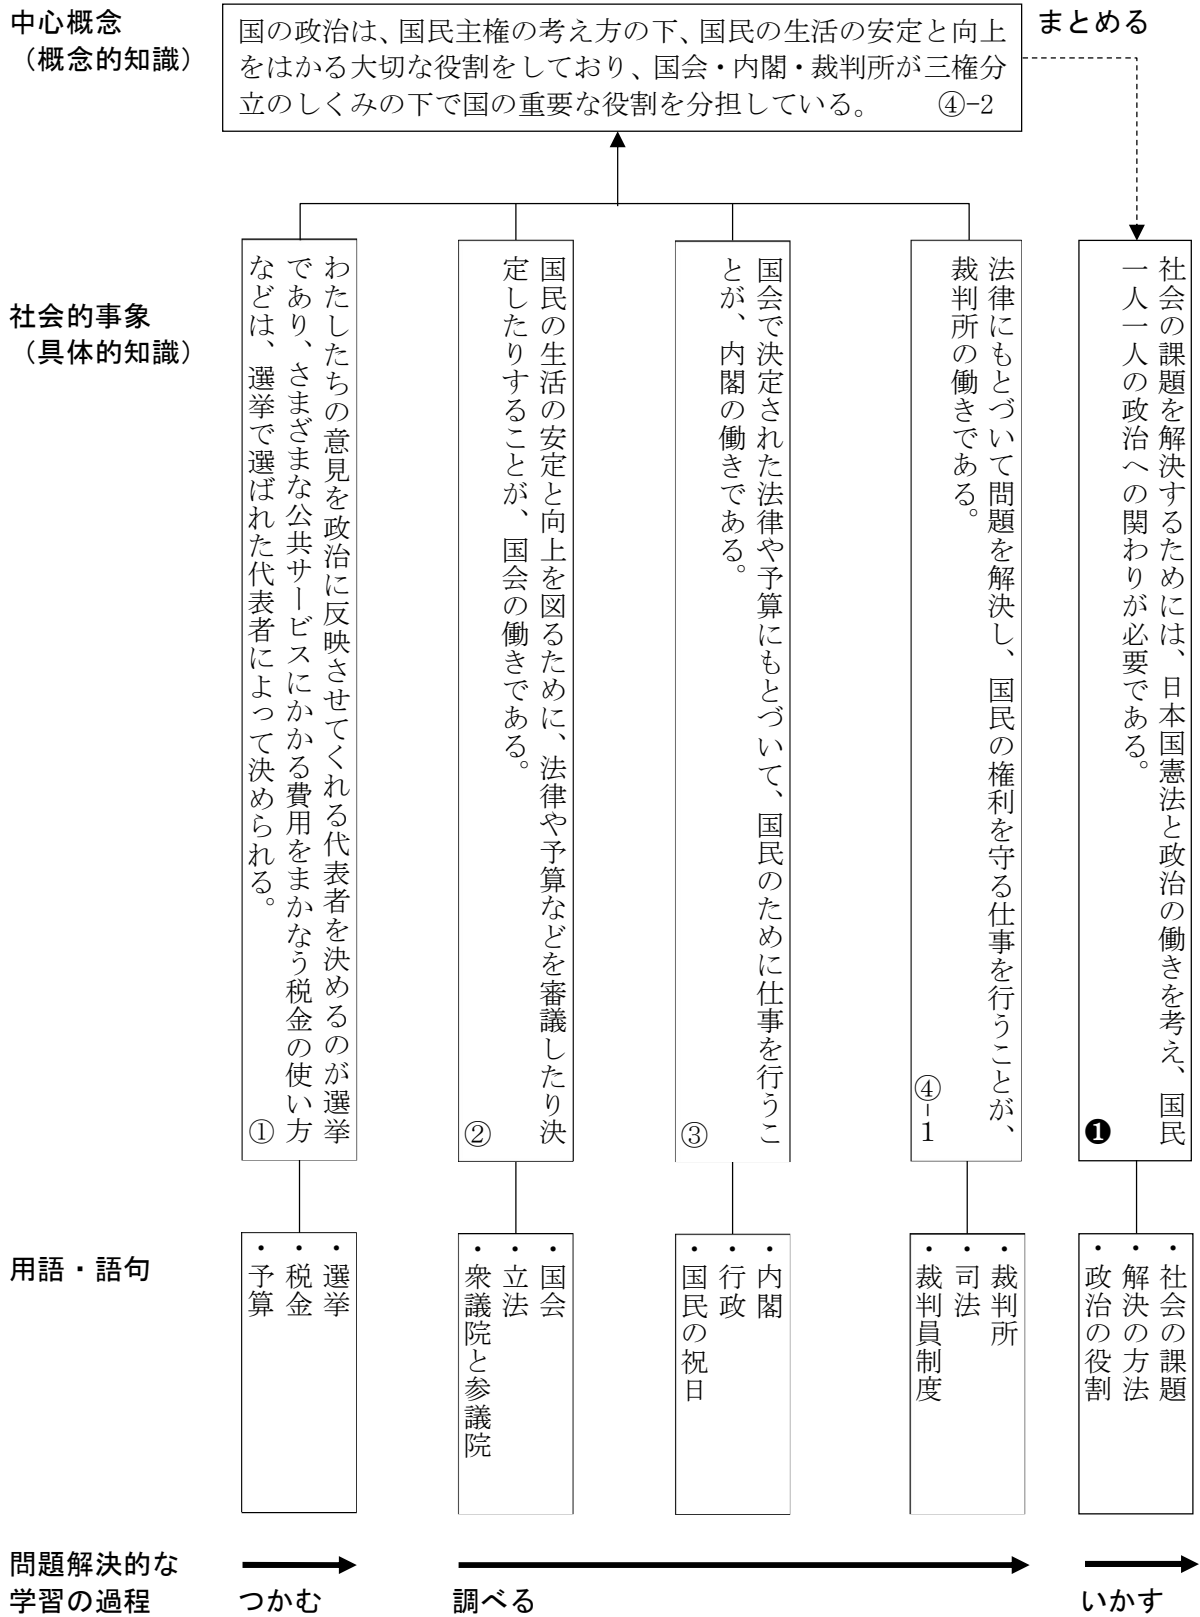 中心概念
（概念的知識）
国の政治は、国民主権の考え方の下、国民の生活の安定と向上
をはかる大切な役割をしており、国会・内閣・裁判所が三権分
立のしくみの下で国の重要な役割を分担している。 ④-2
まとめる
社会的事象
（具体的知識）
わたしたちの意見を政治に反映させてくれる代表者を決めるのが選挙
であり、さまざまな公共サービスにかかる費用をまかなう税金の使い方
などは、選挙で選ばれた代表者によって決められる。 ①
国民の生活の安定と向上を図るために、法律や予算などを審議したり決
定したりすることが、国会の働きである。 ②
国会で決定された法律や予算にもとづいて、国民のために仕事を行うこ
とが、内閣の働きである。 ③
法律にもとづいて問題を解決し、国民の権利を守る仕事を行うことが、
裁判所の働きである。 ④-1
社会の課題を解決するためには、日本国憲法と政治の働きを考え、国民
一人一人の政治への関わりが必要である。 ❶
用語・語句
・選挙
・税金
・予算
・国会
・立法
・衆議院と参議院
・内閣
・行政
・国民の祝日
・裁判所
・司法
・裁判員制度
・社会の課題
・解決の方法
・政治の役割
問題解決的な
学習の過程
つかむ
調べる
いかす